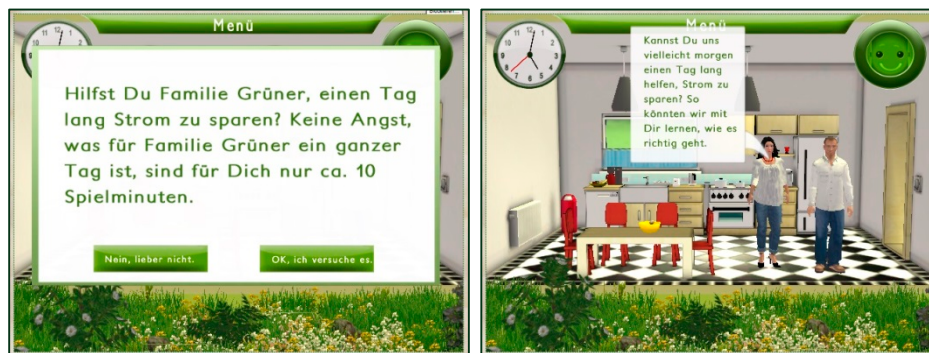 Menü
Hilfst Du Familie Grüner, einen Tag
lang Strom zu sparen? Keine Angst,
was für Familie Grüner ein ganzer
Tag ist, sind für Dich nur ca. 10
Spielminuten.
Nein, lieber nicht.
OK, ich versuche es.
Menü
Kannst Du uns
vielleicht morgen
einen Tag lang
helfen, Strom zu
sparen? So
könnten wir mit
Dir lernen, wie es
richtig geht.